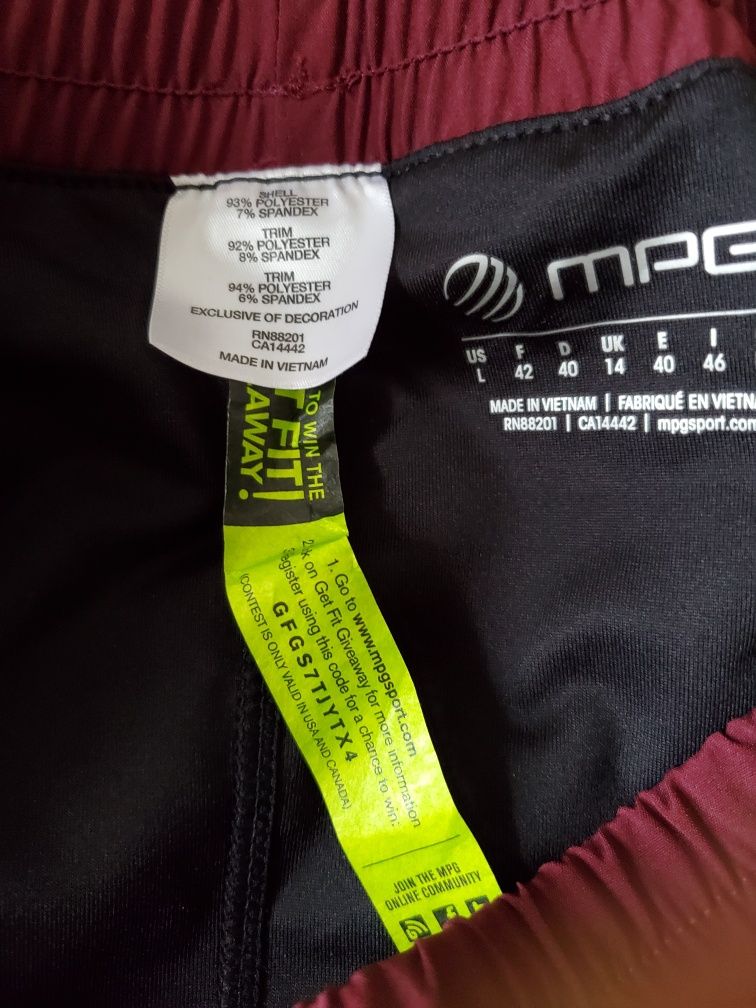 SHELL
93% POLYESTER
7% SPANDEX
TRIM
92% POLYESTER
8% SPANDEX
TRIM
94% POLYESTER
6% SPANDEX
EXCLUSIVE OF DECORATION
RN88201
CA14442
MADE IN VIETNAM
MPG
US F D UK E I
L 42 40 14 40 46
MADE IN VIETNAM | FABRIQUÉ EN VIETN
RN88201 | CA14442 | mpgsport.com
TO WIN THE
T FIT!
AWAY!
1. Go to www.mpgsport.com
on Get Fit Giveaway for more information
egister using this code for a chance to win:
GFGS7TJYTX4
(CONTEST IS ONLY VALID IN USA AND CANADA)
JOIN THE MPG
ONLINE COMMUNITY